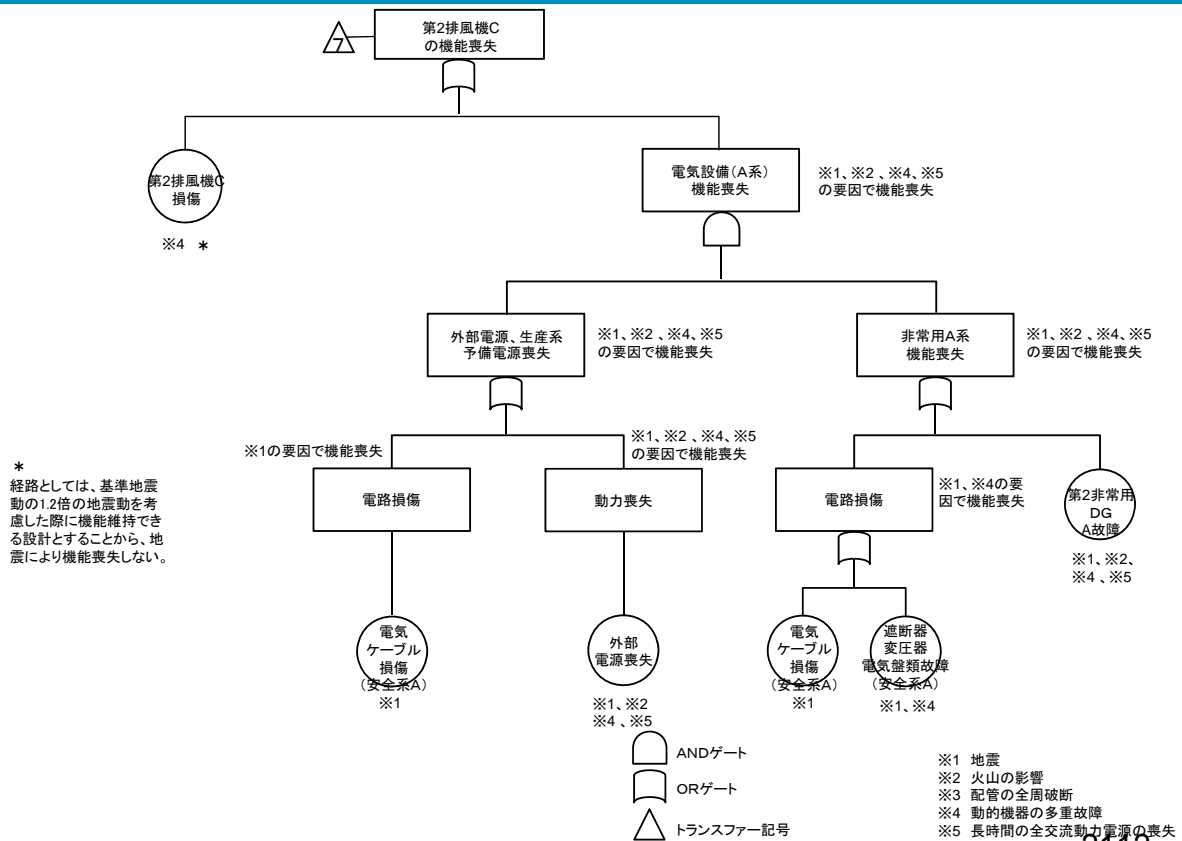 第2排風機C
の機能喪失
7
第2排風機C
損傷
※4 *
電気設備(A系)
機能喪失
※1、※2 、※4、※5
の要因で機能喪失
外部電源、生産系
予備電源喪失
※1、※2 、※4、※5
の要因で機能喪失
非常用A系
機能喪失
※1、※2 、※4、※5
の要因で機能喪失
※1の要因で機能喪失
※1、※2 、※4、※5
の要因で機能喪失
電路損傷
動力喪失
電路損傷
※1、※4の要
因で機能喪失
第2非常用
DG
A故障
※1、※2、
※4 、※5
*
経路としては、基準地震
動の1.2倍の地震動を考
慮した際に機能維持でき
る設計とすることから、地
震により機能喪失しない。
電気
ケーブル
損傷
(安全系A)
※1
外部
電源喪失
※1、※2
※4 、※5
電気
ケーブル
損傷
(安全系A)
※1
遮断器
変圧器
電気盤類故障
(安全系A)
※1、※4
ANDゲート
ORゲート
トランスファー記号
※1 地震
※2 火山の影響
※3 配管の全周破断
※4 動的機器の多重故障
※5 長時間の全交流動力電源の喪失